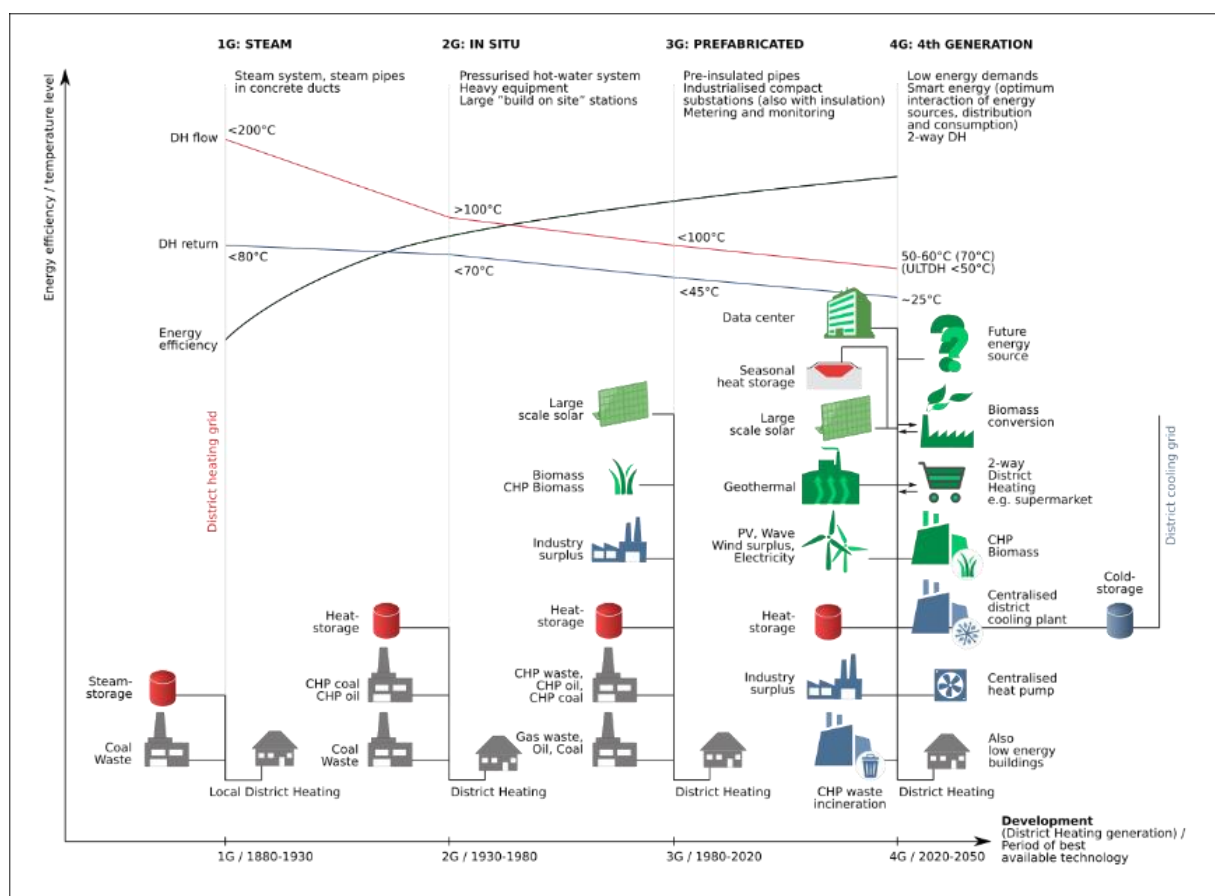 1G: STEAM
Steam system, steam pipes
in concrete ducts
2G: IN SITU
Pressurised hot-water system
Heavy equipment
Large "build on site" stations
3G: PREFABRICATED
Pre-insulated pipes
Industrialised compact
substations (also with insulation)
Metering and monitoring
4G: 4th GENERATION
Low energy demands
Smart energy (optimum
interaction of energy
sources, distribution
and consumption)
2-way DH
Energy efficiency / temperature level
DH flow
<200°C
>100°C
<100°C
50-60°C (70°C)
(ULTDH <50°C)
DH return
<80°C
<70°C
<45°C
~25°C
Energy
efficiency
District heating grid
Steam-
storage
Coal
Waste
Local District Heating
Heat-
storage
CHP coal
CHP oil
Coal
Waste
District Heating
Large
scale solar
Biomass
CHP Biomass
Industry
surplus
Heat-
storage
CHP waste,
CHP oil,
CHP coal
Gas waste,
Oil, Coal
District Heating
Data center
Seasonal
heat storage
Large
scale solar
Geothermal
PV, Wave
Wind surplus,
Electricity
Heat-
storage
Industry
surplus
CHP waste
incineration
District Heating
Future
energy
source
Biomass
conversion
2-way
District
Heating
e.g. supermarket
CHP
Biomass
Centralised
district
cooling plant
Centralised
heat pump
Also
low energy
buildings
Cold-
storage
District cooling grid
1G / 1880-1930
2G / 1930-1980
3G / 1980-2020
4G / 2020-2050
Development
(District Heating generation) /
Period of best
available technology